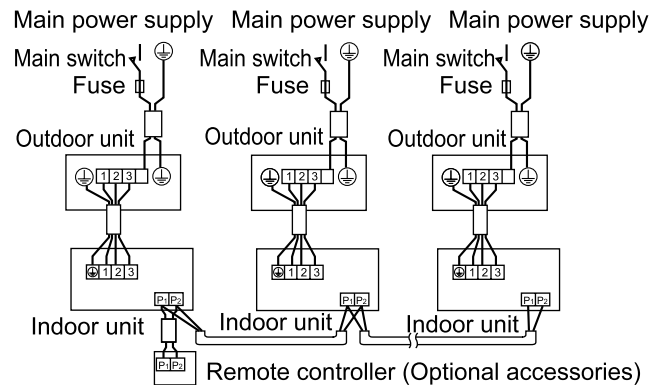 Main power supply Main power supply Main power supply
Main switch Main switch Main switch
Fuse Fuse Fuse
Outdoor unit Outdoor unit Outdoor unit
1 2 3 1 2 3 1 2 3
1 2 3 1 2 3 1 2 3
P1 P2 P1 P2 P1 P2
Indoor unit Indoor unit Indoor unit
P1 P2
Remote controller (Optional accessories)